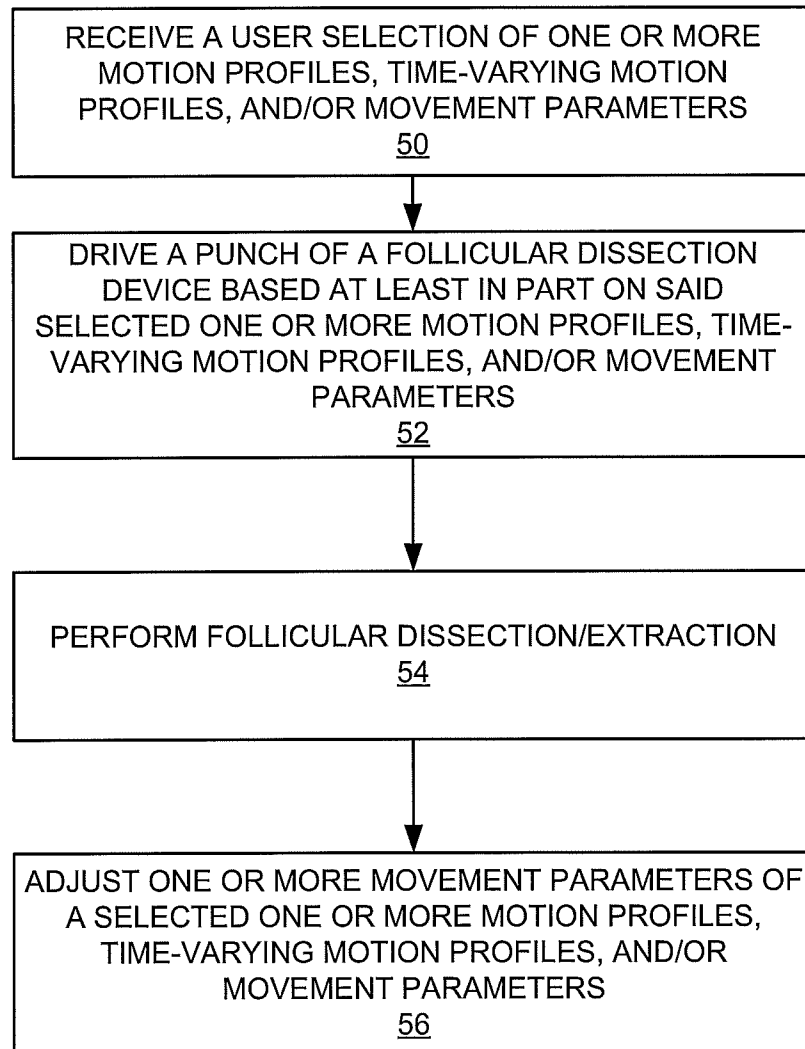 RECEIVE A USER SELECTION OF ONE OR MORE
MOTION PROFILES, TIME-VARYING MOTION
PROFILES, AND/OR MOVEMENT PARAMETERS
50
DRIVE A PUNCH OF A FOLLICULAR DISSECTION
DEVICE BASED AT LEAST IN PART ON SAID
SELECTED ONE OR MORE MOTION PROFILES, TIME-
VARYING MOTION PROFILES, AND/OR MOVEMENT
PARAMETERS
52
PERFORM FOLLICULAR DISSECTION/EXTRACTION
54
ADJUST ONE OR MORE MOVEMENT PARAMETERS OF
A SELECTED ONE OR MORE MOTION PROFILES,
TIME-VARYING MOTION PROFILES, AND/OR
MOVEMENT PARAMETERS
56